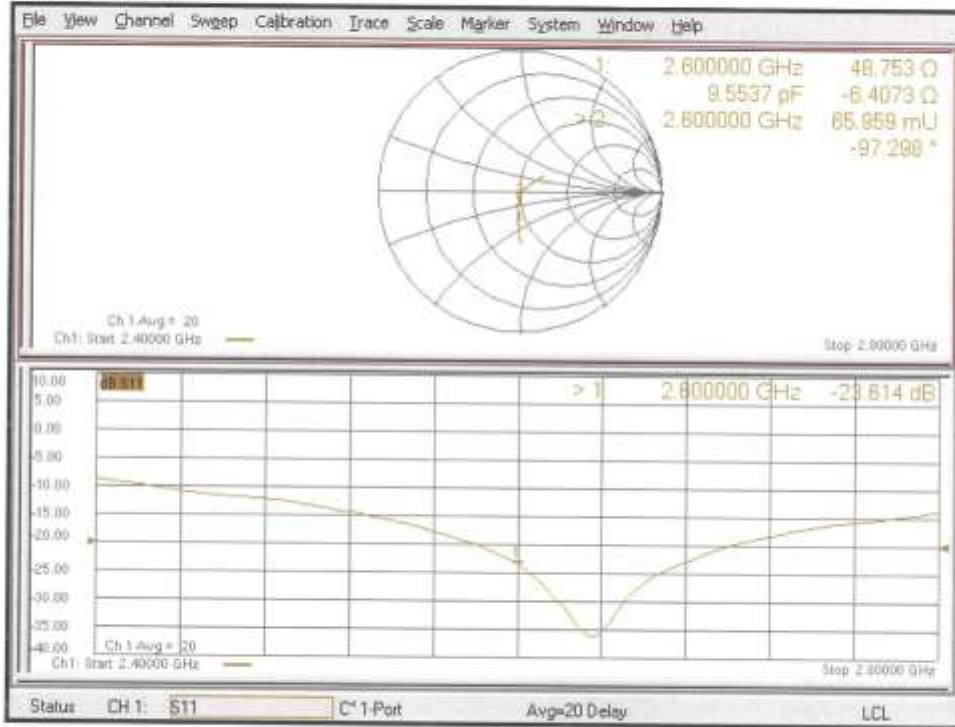 File View Channel Sweep Calibration Trace Scale Marker System Window Help
1: 2.600000 GHz 48.753 Ω
9.5537 pF -6.4073 Ω
> 2: 2.600000 GHz 65.959 mU
-97.298 °
Ch 1 Avg = 20
Ch1: Start 2.40000 GHz
Stop 2.80000 GHz
10.00 dB S11
> 1 2.600000 GHz -23.614 dB
5.00
0.00
-5.00
-10.00
-15.00
-20.00
1
-25.00
-30.00
-35.00
-40.00
Ch 1 Avg = 20
Ch1: Start 2.40000 GHz
Stop 2.80000 GHz
Status CH 1: S11 C* 1-Port Avg=20 Delay LCL